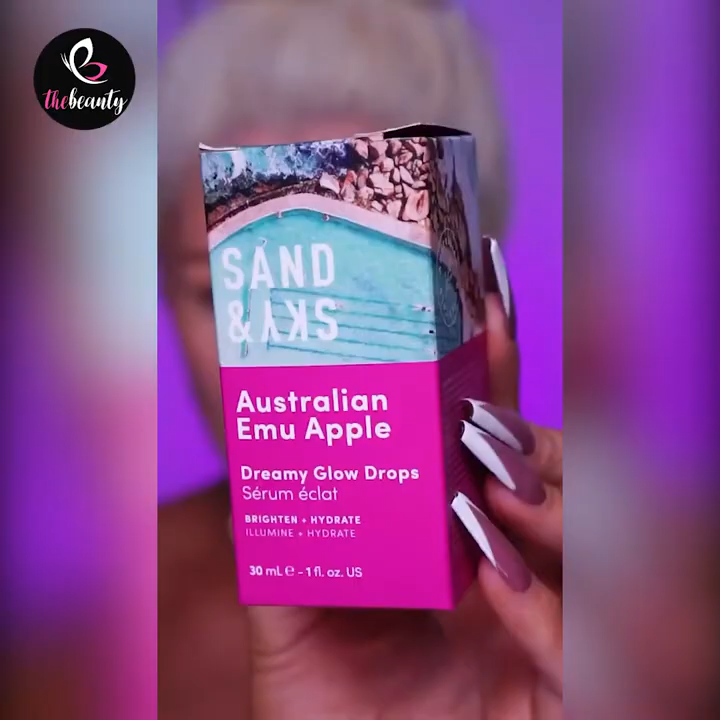 thebeauty
SAND
& SKY
Australian
Emu Apple
Dreamy Glow Drops
Sérum éclat
BRIGHTEN + HYDRATE
ILLUMINE + HYDRATE
30 mL ℮ - 1 fl. oz. US